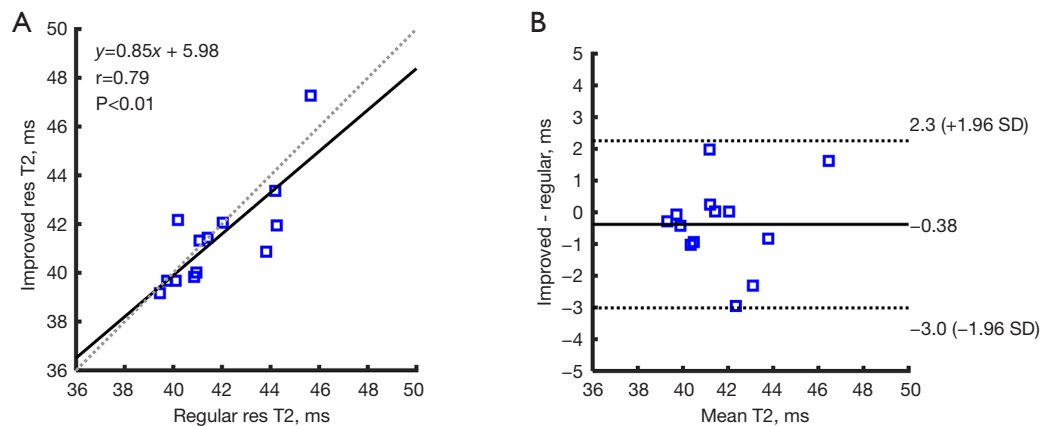 A
50
48
46
44
42
40
38
36
36 38 40 42 44 46 48 50
Improved res T2, ms
Regular res T2, ms
y=0.85x + 5.98
r=0.79
P<0.01
B
5
4
3
2
1
0
−1
−2
−3
−4
−5
36 38 40 42 44 46 48 50
Improved - regular, ms
Mean T2, ms
2.3 (+1.96 SD)
−0.38
−3.0 (−1.96 SD)